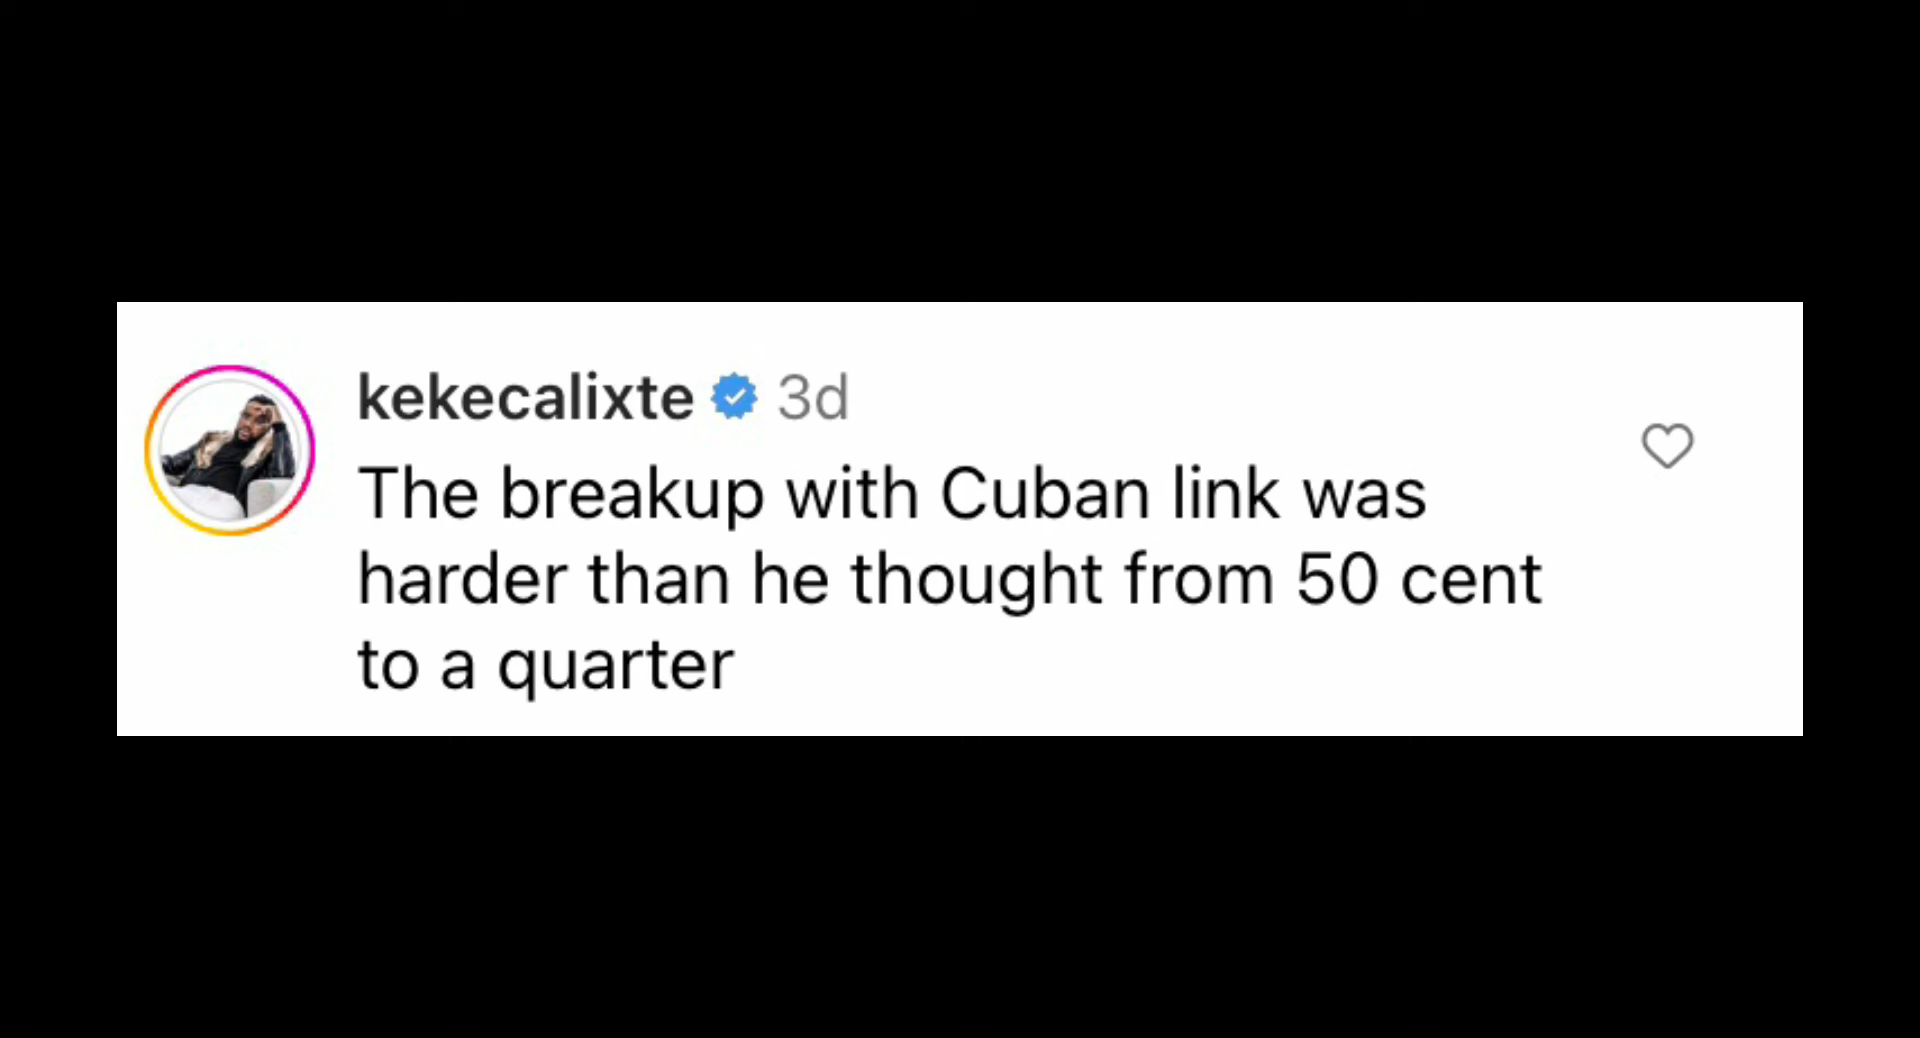 kekecalixte 3d
The breakup with Cuban link was
harder than he thought from 50 cent
to a quarter